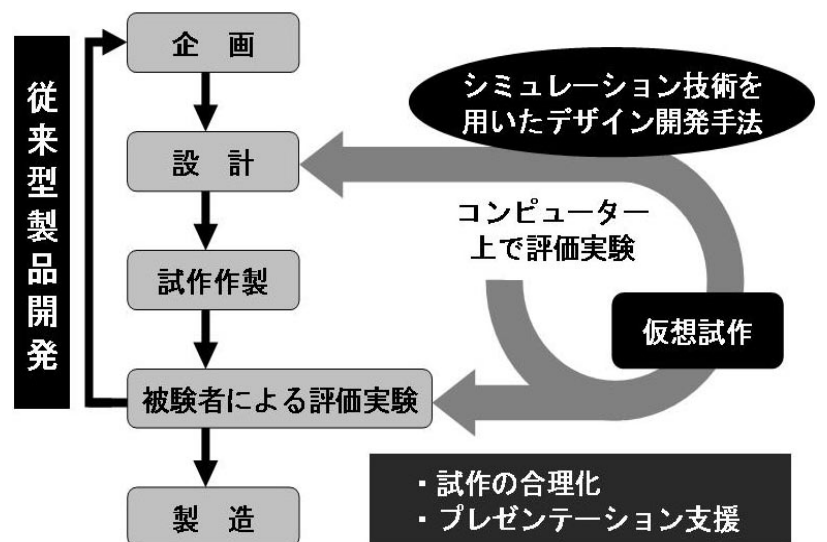 従来型製品開発
企　画
設　計
試作作製
被験者による評価実験
製　造
シミュレーション技術を
用いたデザイン開発手法
コンピューター
上で評価実験
仮想試作
・試作の合理化
・プレゼンテーション支援